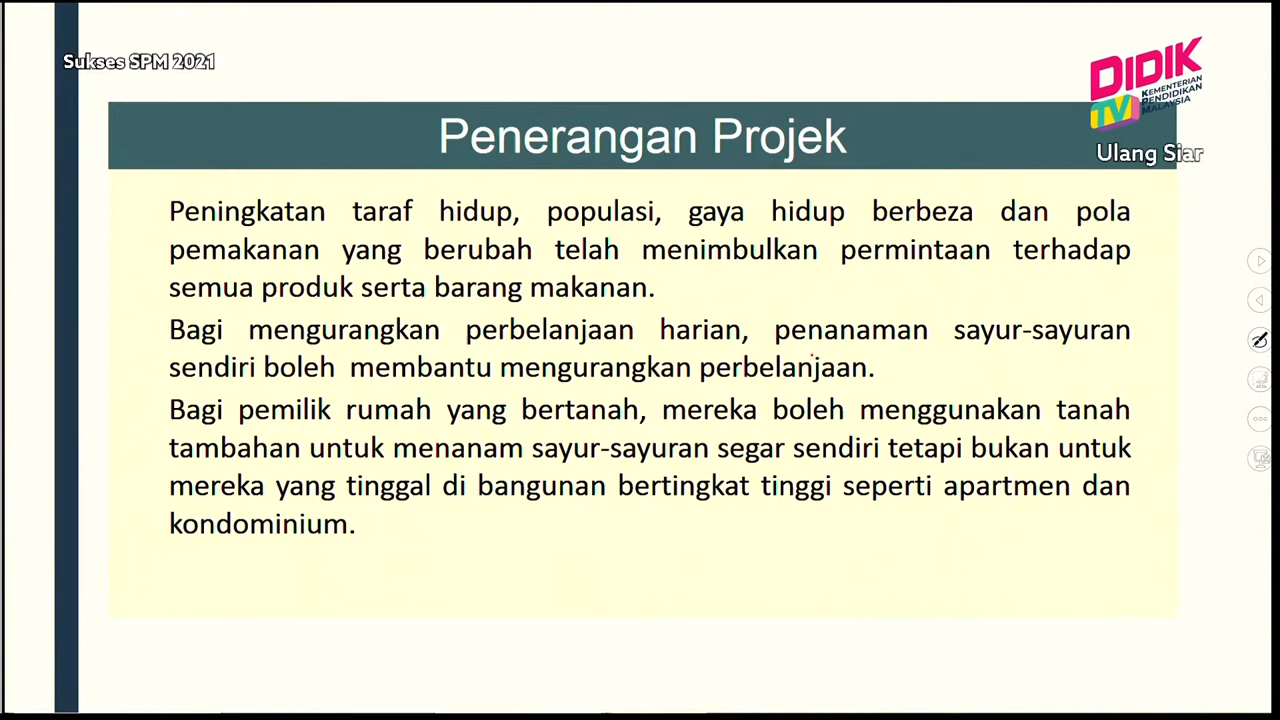 Sukses SPM 2021
DIDIK
TV
KEMENTERIAN
PENDIDIKAN
MALAYSIA
Ulang Siar
Penerangan Projek
Peningkatan taraf hidup, populasi, gaya hidup berbeza dan pola
pemakanan yang berubah telah menimbulkan permintaan terhadap
semua produk serta barang makanan.
Bagi mengurangkan perbelanjaan harian, penanaman sayur-sayuran
sendiri boleh membantu mengurangkan perbelanjaan.
Bagi pemilik rumah yang bertanah, mereka boleh menggunakan tanah
tambahan untuk menanam sayur-sayuran segar sendiri tetapi bukan untuk
mereka yang tinggal di bangunan bertingkat tinggi seperti apartmen dan
kondominium.